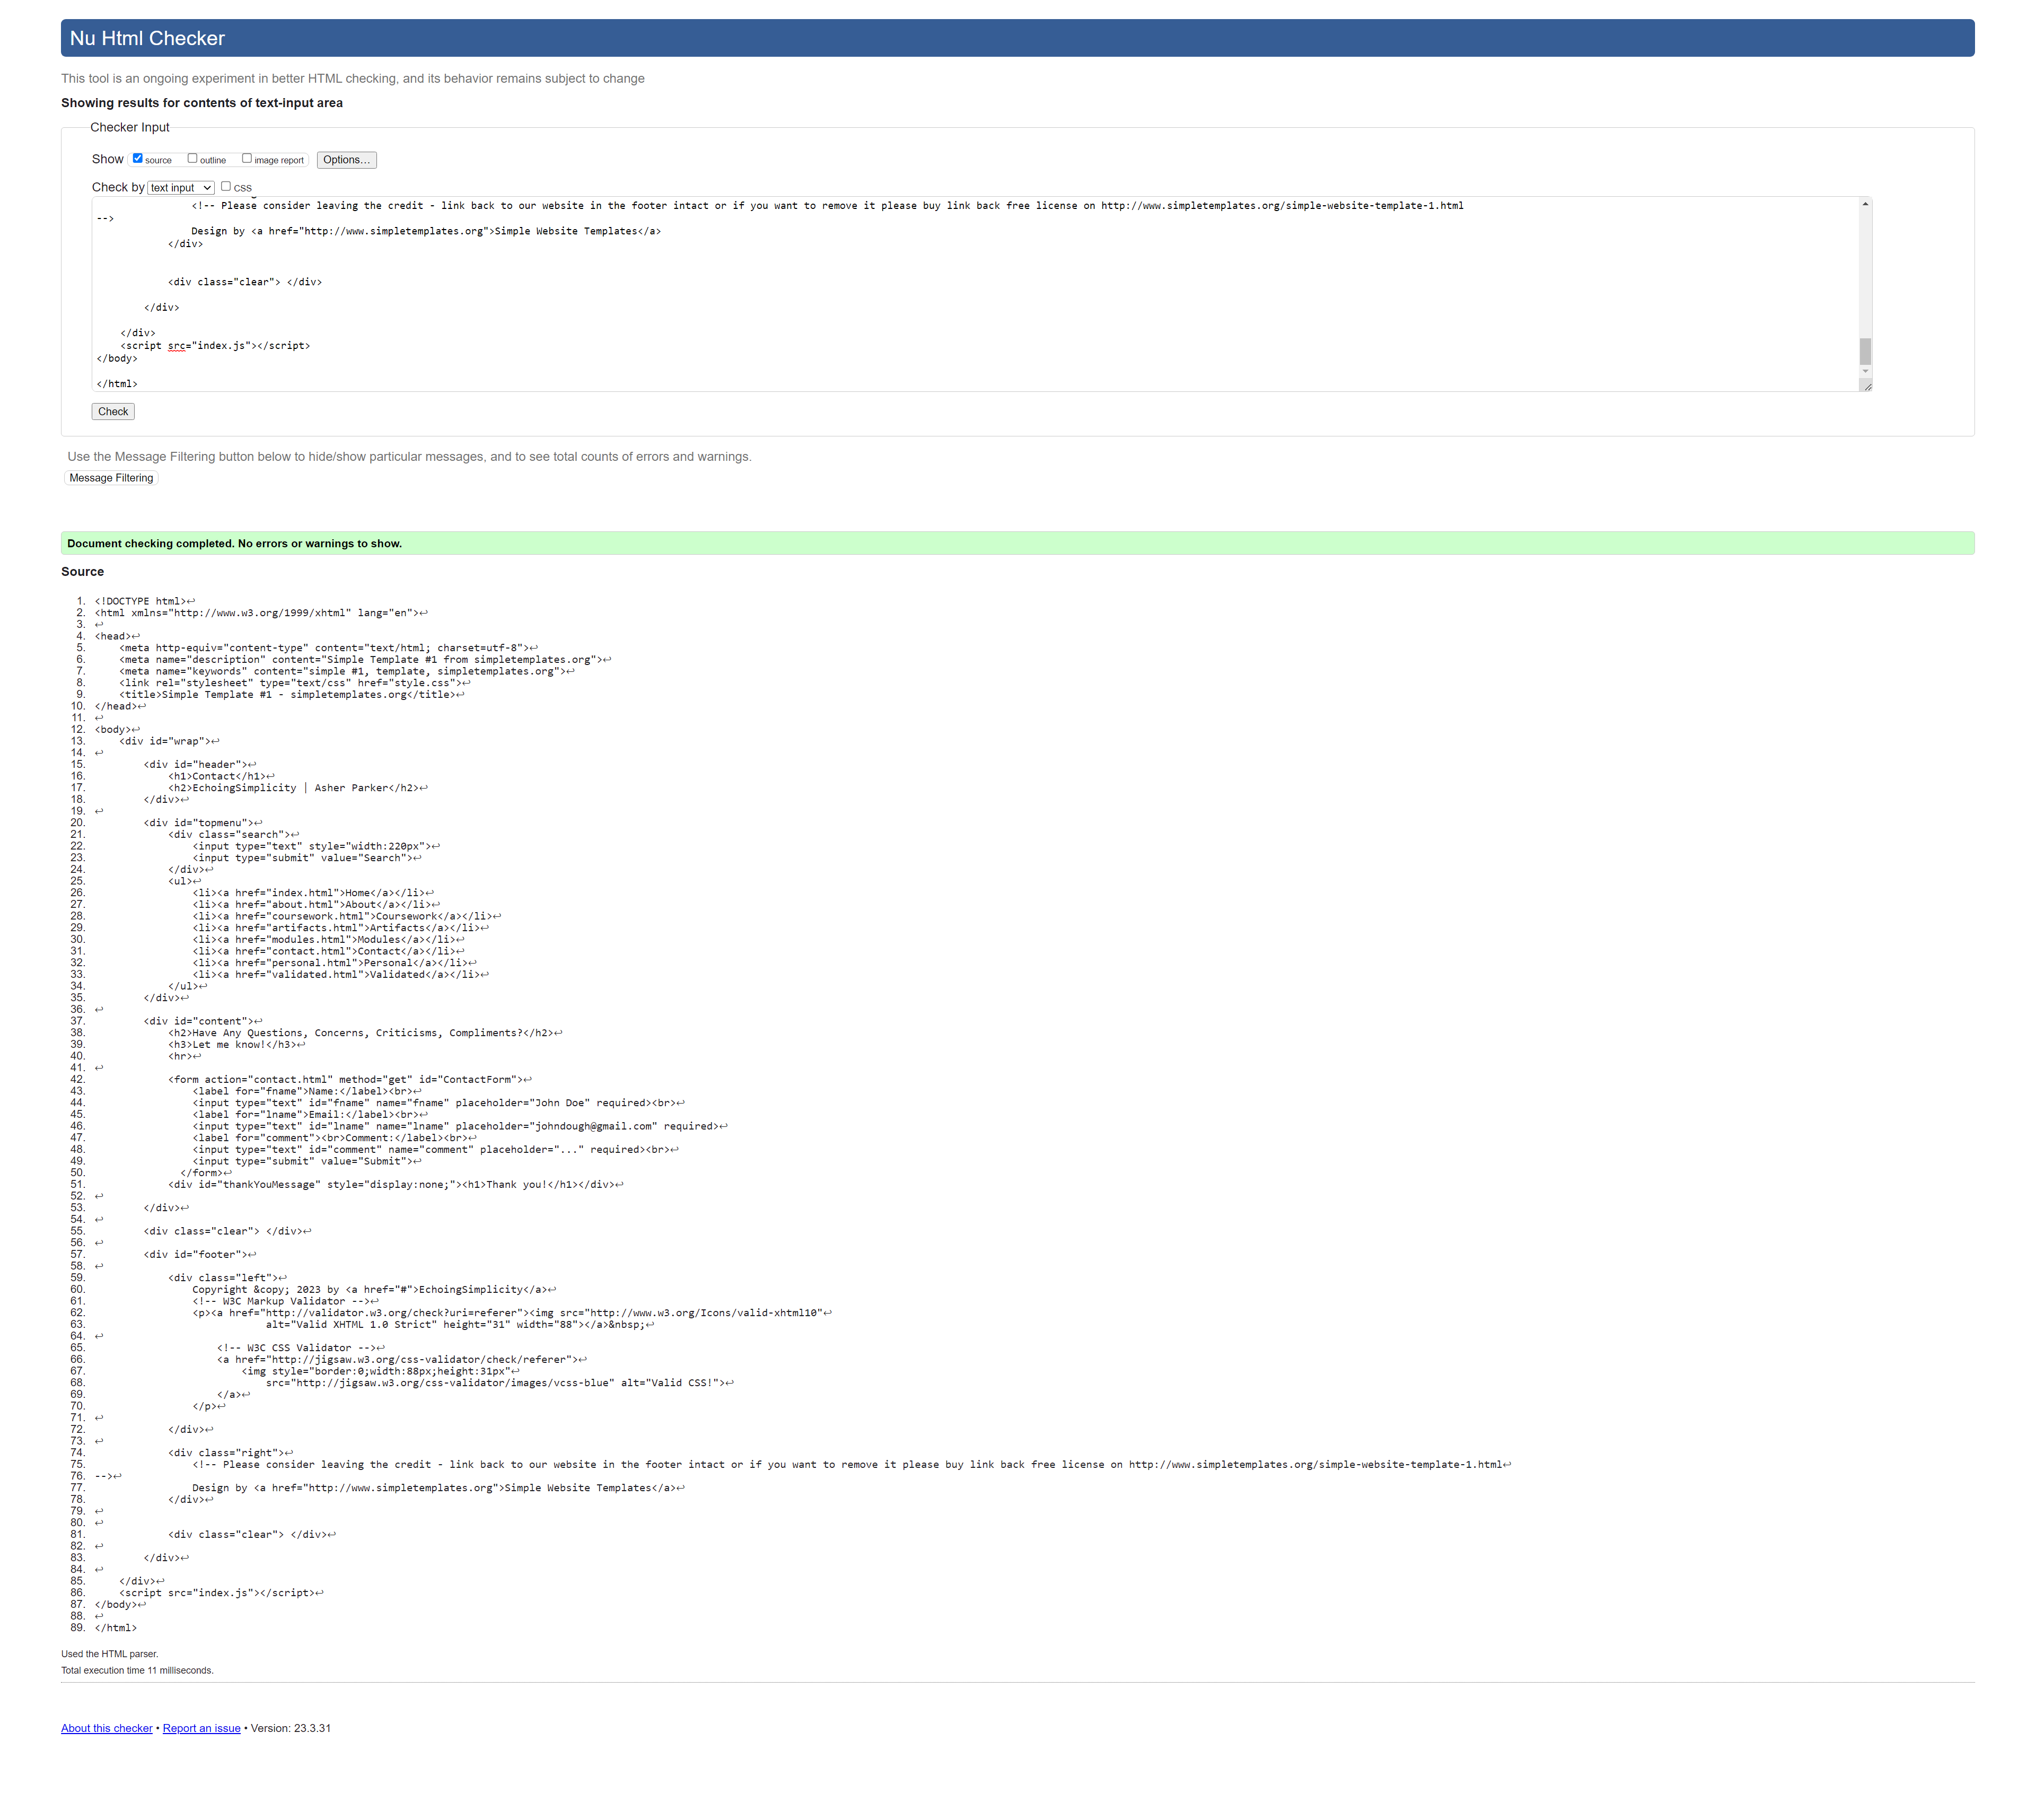 Nu Html Checker
This tool is an ongoing experiment in better HTML checking, and its behavior remains subject to change
Showing results for contents of text-input area
Checker Input
Show source outline image report Options...
Check by text input CSS
<!-- Please consider leaving the credit - link back to our website in the footer intact or if you want to remove it please buy link back free license on http://www.simpletemplates.org/simple-website-template-1.html
-->
Design by <a href="http://www.simpletemplates.org">Simple Website Templates</a>
</div>
<div class="clear"> </div>
</div>
</div>
<script src="index.js"></script>
</body>
</html>
Check
Use the Message Filtering button below to hide/show particular messages, and to see total counts of errors and warnings.
Message Filtering
Document checking completed. No errors or warnings to show.
Source
1. <!DOCTYPE html>↩
2. <html xmlns="http://www.w3.org/1999/xhtml" lang="en">↩
3. ↩
4. <head>↩
5. <meta http-equiv="content-type" content="text/html; charset=utf-8">↩
6. <meta name="description" content="Simple Template #1 from simpletemplates.org">↩
7. <meta name="keywords" content="simple #1, template, simpletemplates.org">↩
8. <link rel="stylesheet" type="text/css" href="style.css">↩
9. <title>Simple Template #1 - simpletemplates.org</title>↩
10. </head>↩
11. ↩
12. <body>↩
13. <div id="wrap">↩
14. ↩
15. <div id="header">↩
16. <h1>Contact</h1>↩
17. <h2>EchoingSimplicity | Asher Parker</h2>↩
18. </div>↩
19. ↩
20. <div id="topmenu">↩
21. <div class="search">↩
22. <input type="text" style="width:220px">↩
23. <input type="submit" value="Search">↩
24. </div>↩
25. <ul>↩
26. <li><a href="index.html">Home</a></li>↩
27. <li><a href="about.html">About</a></li>↩
28. <li><a href="coursework.html">Coursework</a></li>↩
29. <li><a href="artifacts.html">Artifacts</a></li>↩
30. <li><a href="modules.html">Modules</a></li>↩
31. <li><a href="contact.html">Contact</a></li>↩
32. <li><a href="personal.html">Personal</a></li>↩
33. <li><a href="validated.html">Validated</a></li>↩
34. </ul>↩
35. </div>↩
36. ↩
37. <div id="content">↩
38. <h2>Have Any Questions, Concerns, Criticisms, Compliments?</h2>↩
39. <h3>Let me know!</h3>↩
40. <hr>↩
41. ↩
42. <form action="contact.html" method="get" id="ContactForm">↩
43. <label for="fname">Name:</label><br>↩
44. <input type="text" id="fname" name="fname" placeholder="John Doe" required><br>↩
45. <label for="lname">Email:</label><br>↩
46. <input type="text" id="lname" name="lname" placeholder="johndough@gmail.com" required>↩
47. <label for="comment"><br>Comment:</label><br>↩
48. <input type="text" id="comment" name="comment" placeholder="..." required><br>↩
49. <input type="submit" value="Submit">↩
50. </form>↩
51. <div id="thankYouMessage" style="display:none;"><h1>Thank you!</h1></div>↩
52. ↩
53. </div>↩
54. ↩
55. <div class="clear"> </div>↩
56. ↩
57. <div id="footer">↩
58. ↩
59. <div class="left">↩
60. Copyright &copy; 2023 by <a href="#">EchoingSimplicity</a>↩
61. <!-- W3C Markup Validator -->↩
62. <p><a href="http://validator.w3.org/check?uri=referer"><img src="http://www.w3.org/Icons/valid-xhtml10"↩
63. alt="Valid XHTML 1.0 Strict" height="31" width="88"></a>&nbsp;↩
64. ↩
65. <!-- W3C CSS Validator -->↩
66. <a href="http://jigsaw.w3.org/css-validator/check/referer">↩
67. <img style="border:0;width:88px;height:31px"↩
68. src="http://jigsaw.w3.org/css-validator/images/vcss-blue" alt="Valid CSS!">↩
69. </a>↩
70. </p>↩
71. ↩
72. </div>↩
73. ↩
74. <div class="right">↩
75. <!-- Please consider leaving the credit - link back to our website in the footer intact or if you want to remove it please buy link back free license on http://www.simpletemplates.org/simple-website-template-1.html↩
76. -->↩
77. Design by <a href="http://www.simpletemplates.org">Simple Website Templates</a>↩
78. </div>↩
79. ↩
80. ↩
81. <div class="clear"> </div>↩
82. ↩
83. </div>↩
84. ↩
85. </div>↩
86. <script src="index.js"></script>↩
87. </body>↩
88. ↩
89. </html>
Used the HTML parser.
Total execution time 11 milliseconds.
About this checker • Report an issue • Version: 23.3.31